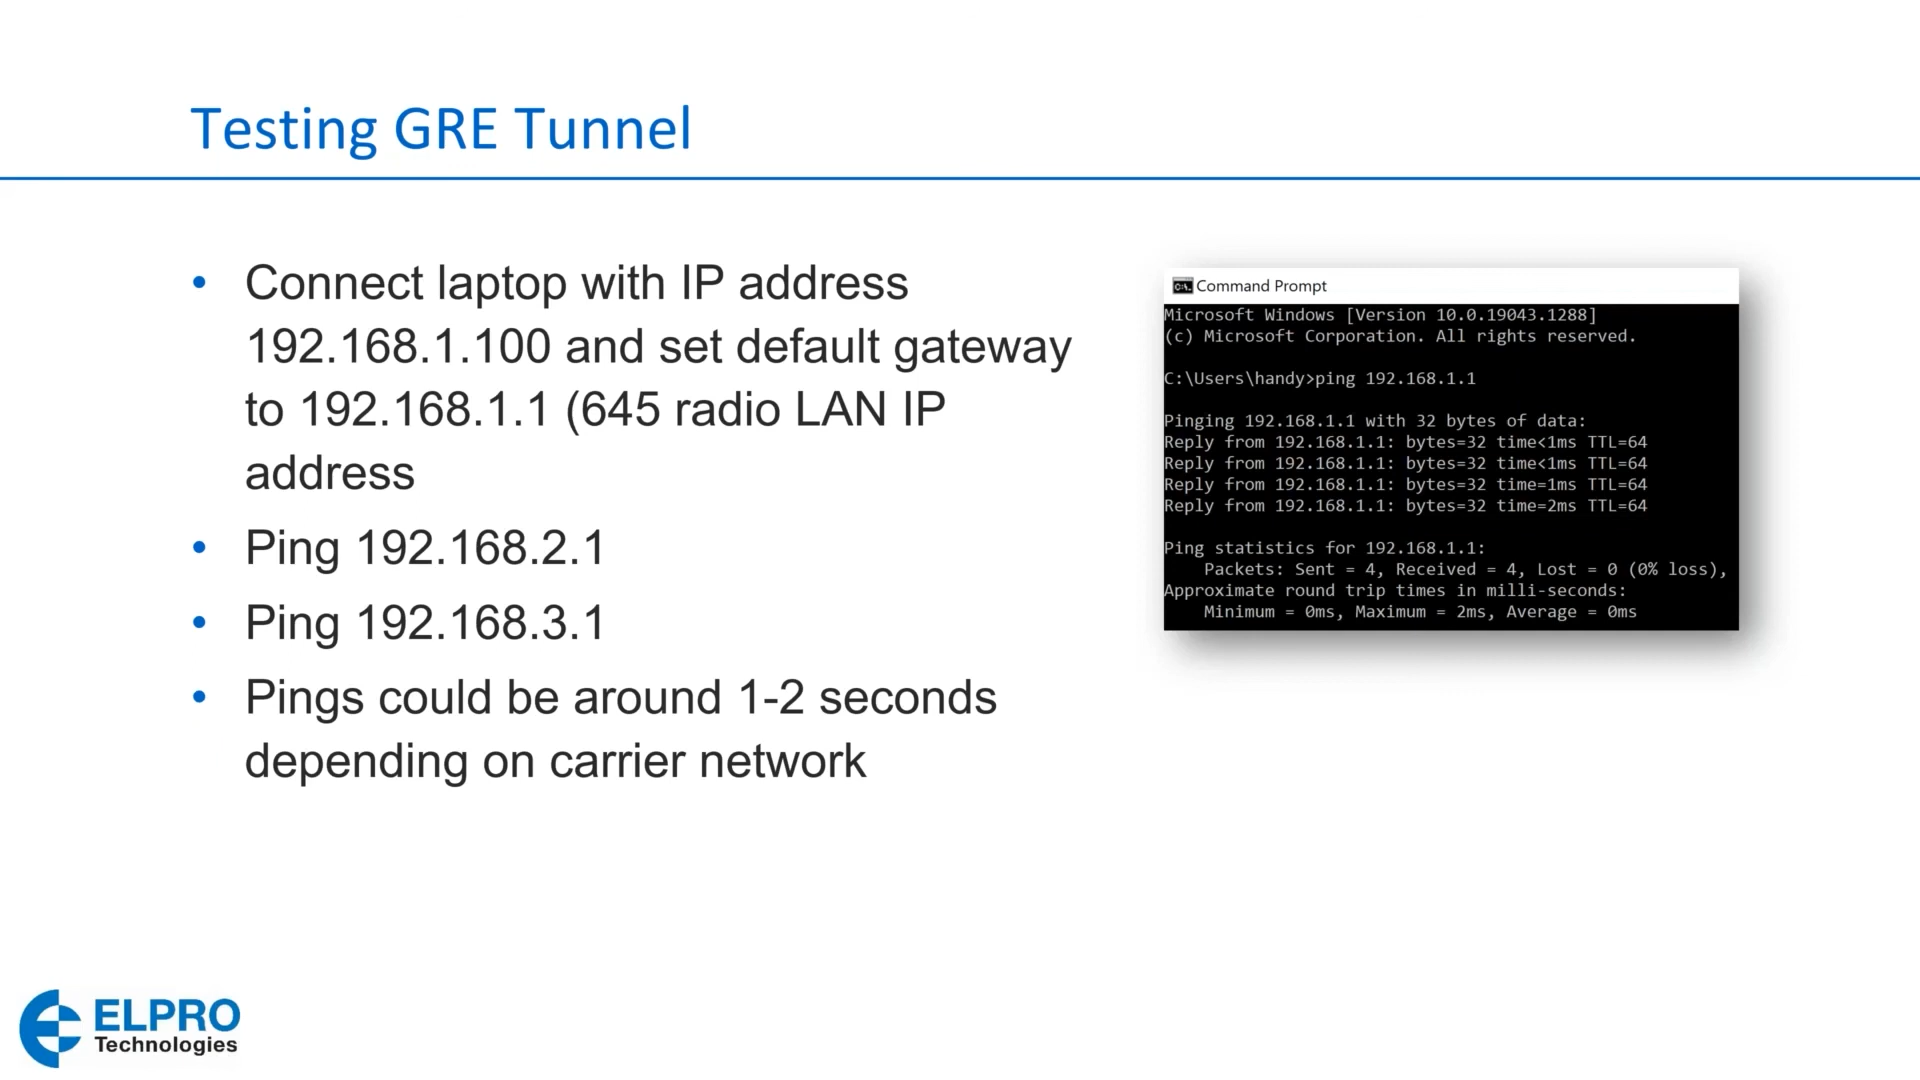 Testing GRE Tunnel
• Connect laptop with IP address
192.168.1.100 and set default gateway
to 192.168.1.1 (645 radio LAN IP
address
• Ping 192.168.2.1
• Ping 192.168.3.1
• Pings could be around 1-2 seconds
depending on carrier network
Command Prompt
Microsoft Windows [Version 10.0.19043.1288]
(c) Microsoft Corporation. All rights reserved.
C:\Users\handy>ping 192.168.1.1
Pinging 192.168.1.1 with 32 bytes of data:
Reply from 192.168.1.1: bytes=32 time<1ms TTL=64
Reply from 192.168.1.1: bytes=32 time<1ms TTL=64
Reply from 192.168.1.1: bytes=32 time=1ms TTL=64
Reply from 192.168.1.1: bytes=32 time=2ms TTL=64
Ping statistics for 192.168.1.1:
Packets: Sent = 4, Received = 4, Lost = 0 (0% loss),
Approximate round trip times in milli-seconds:
Minimum = 0ms, Maximum = 2ms, Average = 0ms
ELPRO
Technologies